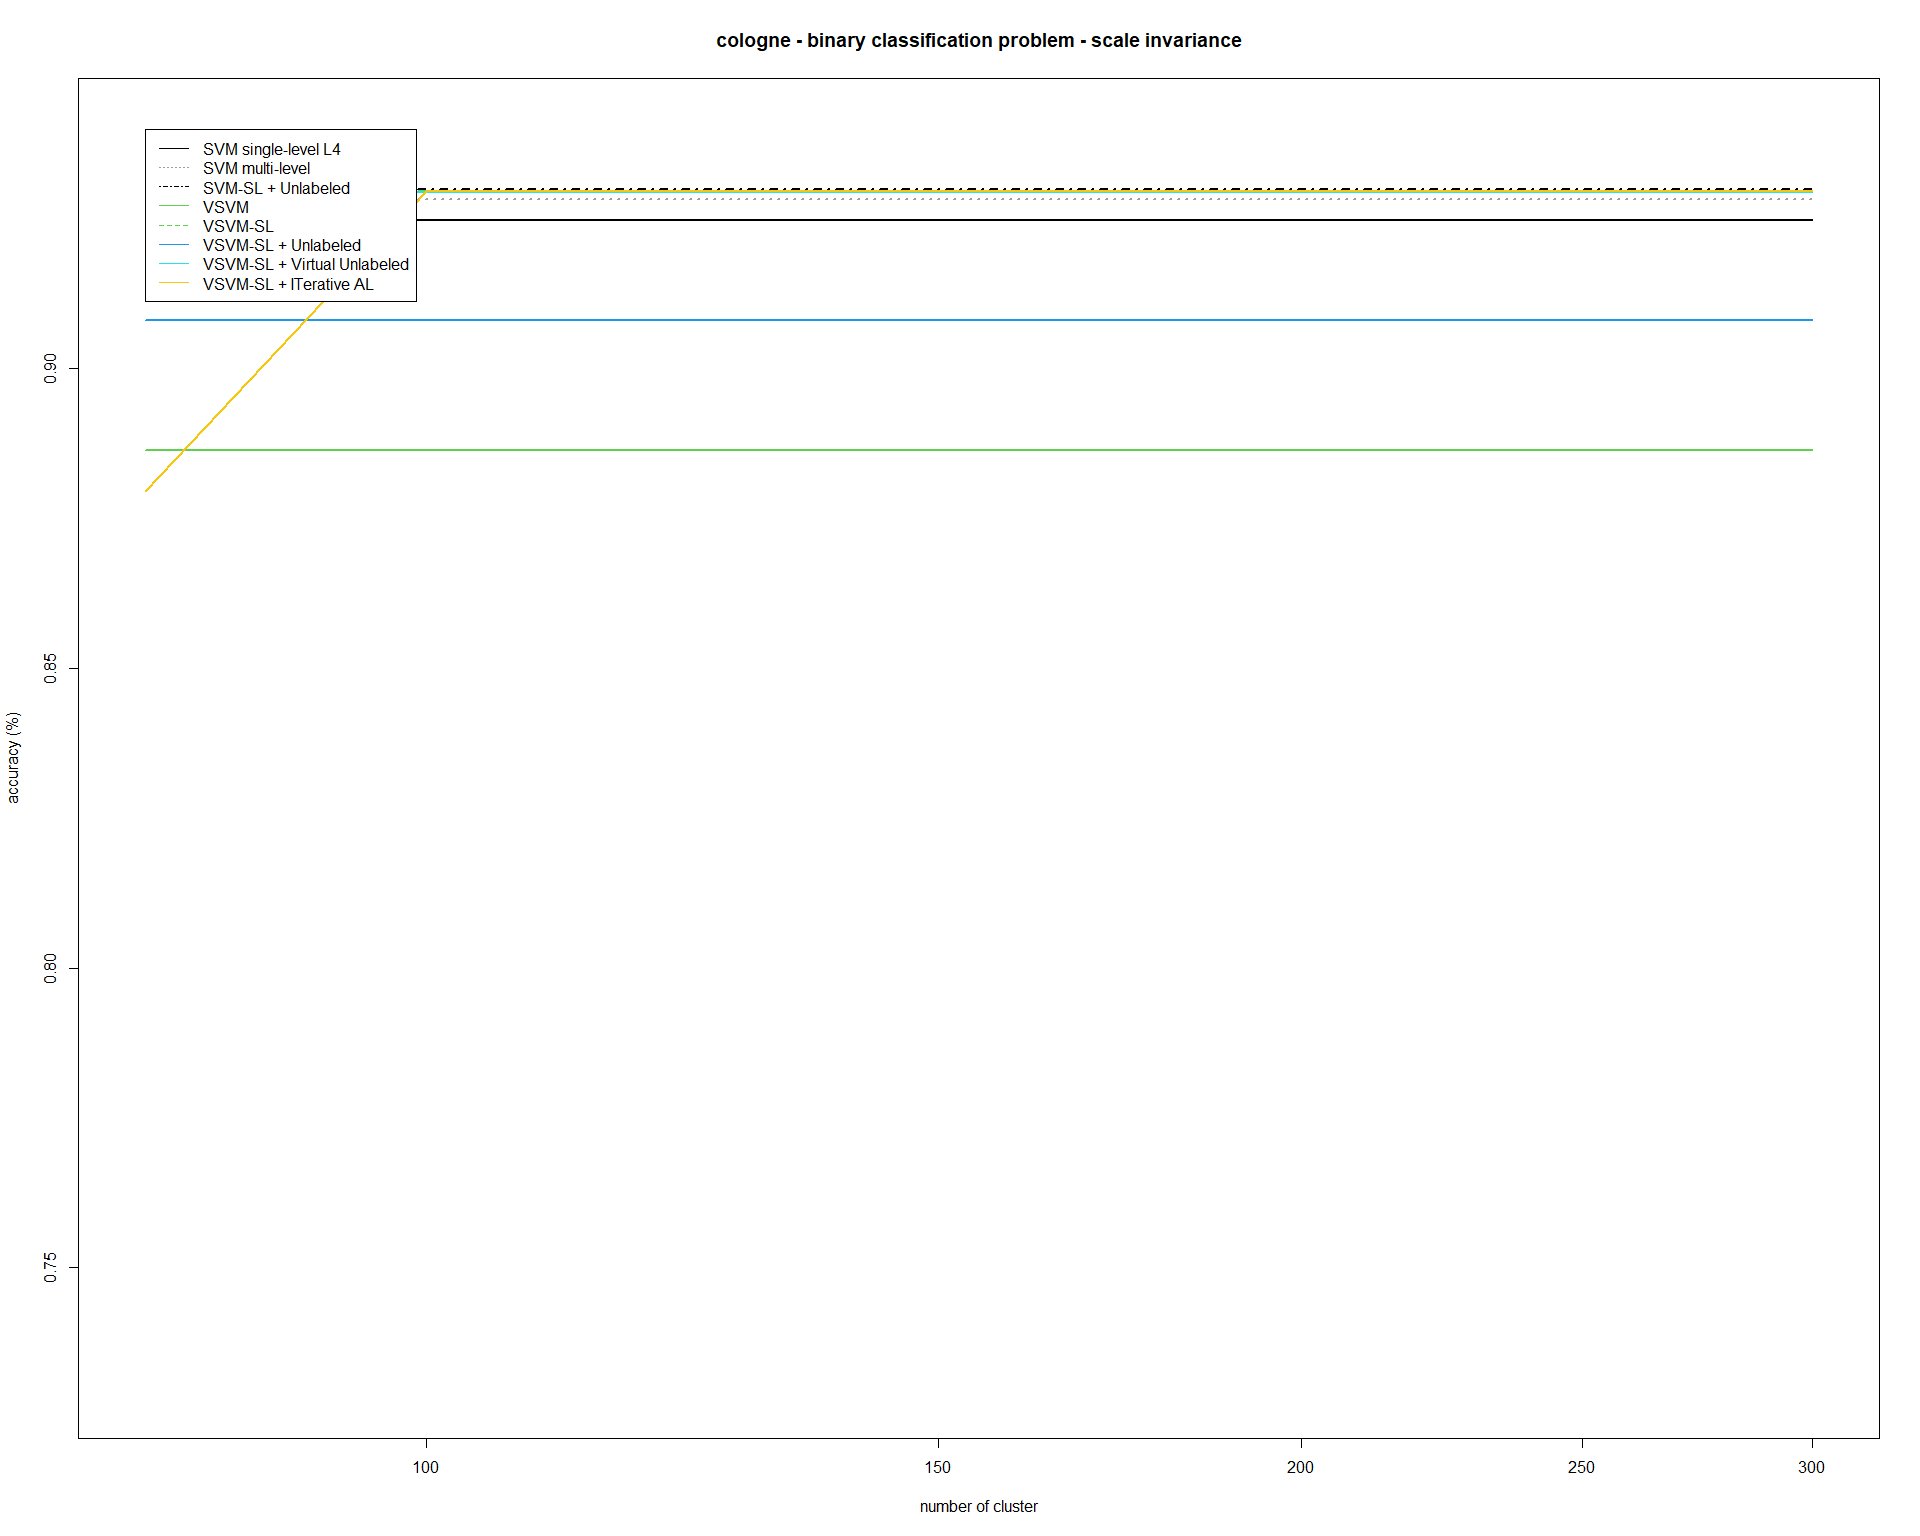 cologne - binary classification problem - scale invariance
SVM single-level L4
SVM multi-level
SVM-SL + Unlabeled
VSVM
VSVM-SL
VSVM-SL + Unlabeled
VSVM-SL + Virtual Unlabeled
VSVM-SL + ITerative AL
0.90
0.85
0.80
0.75
accuracy (%)
100 150 200 250 300
number of cluster